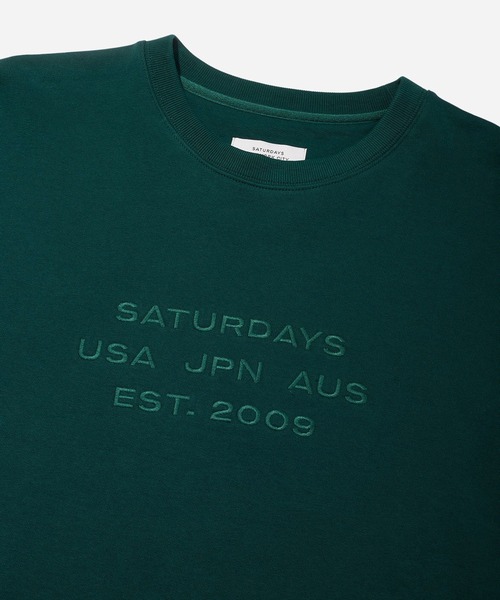 SATURDAYS
CITY
SATURDAYS
USA JPN AUS
EST. 2009